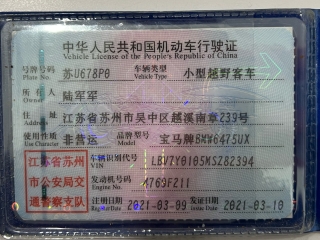 中华人民共和国机动车行驶证
Vehicle License of the People's Republic of China
号牌号码 苏U678P0 车辆类型 小型越野客车
Plate No. Vehicle Type
所有人 陆军军
Owner
住址 江苏省苏州市吴中区越溪南章239号
Address
使用性质 非营运 品牌型号 宝马牌BMW6475UX
Use Character Model
江苏省苏州 车辆识别代号 LBV7Y0105MSZ82394
VIN
市公安局交 发动机号码
Engine No.
通警察支队 注册日期 2021-03-09 发证日期 2021-03-10
Register Date Issue Date